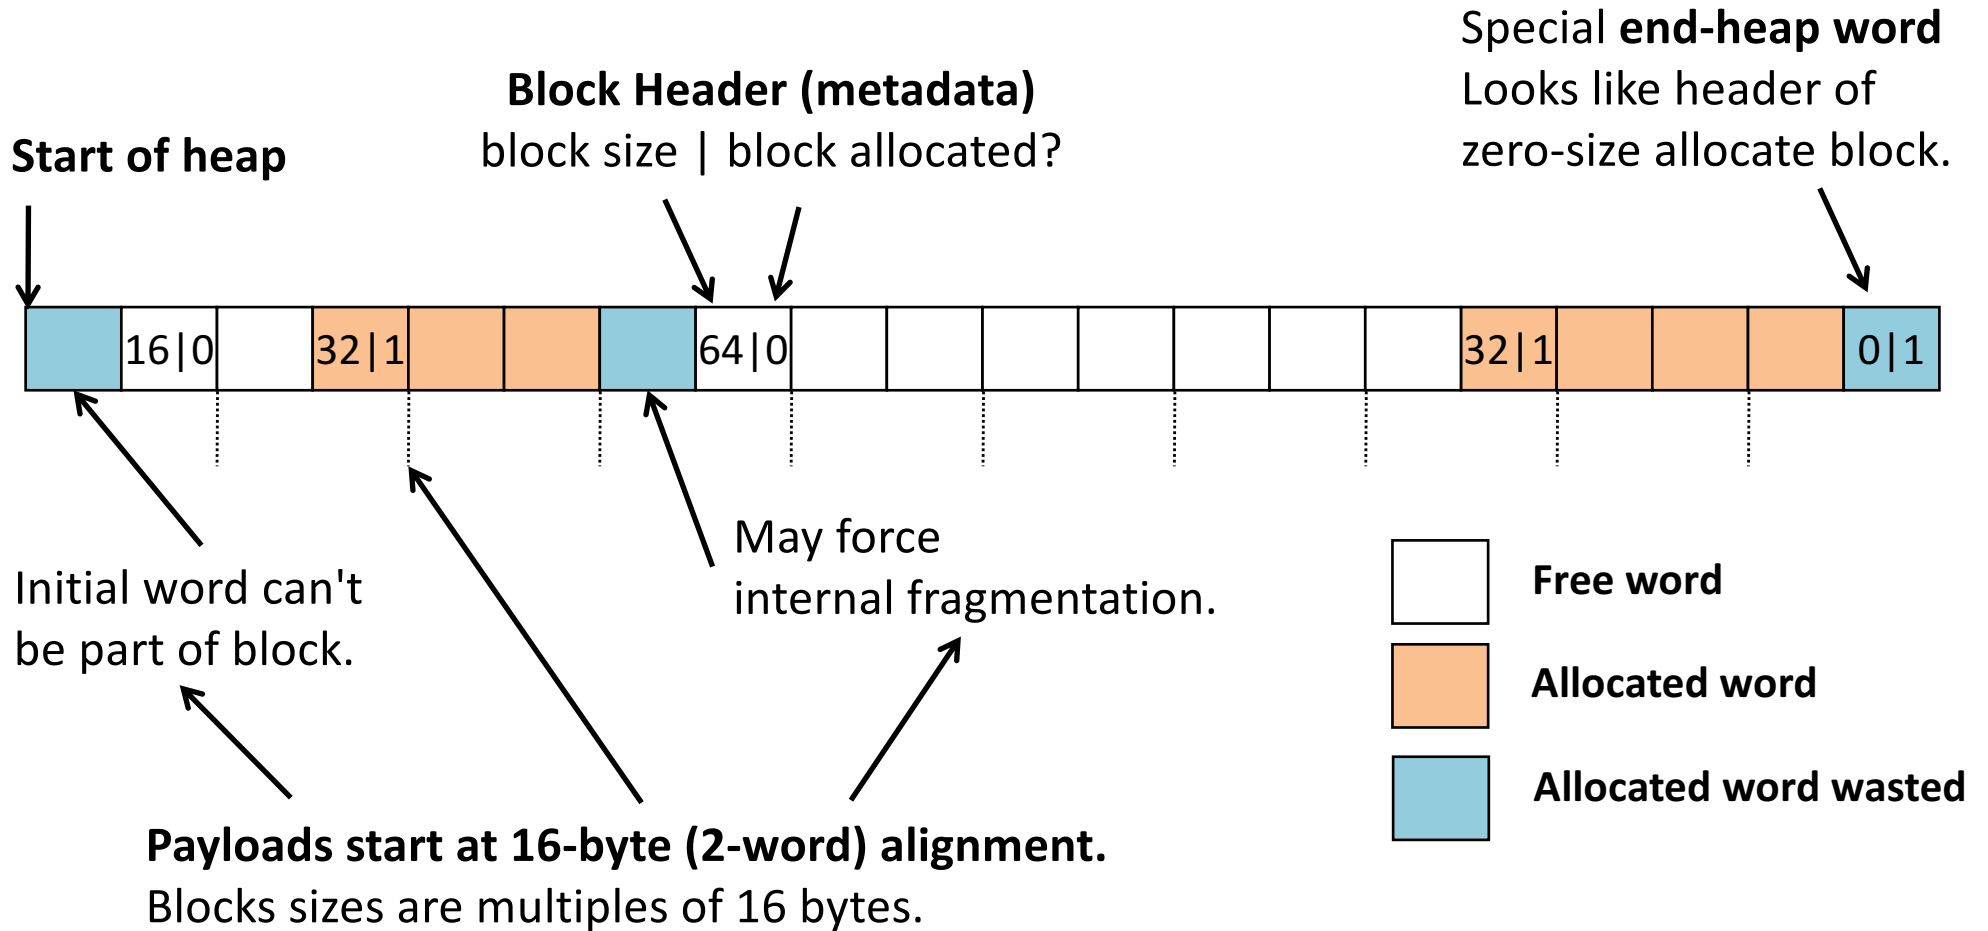 Special end-heap word
Looks like header of
zero-size allocate block.
Block Header (metadata)
block size | block allocated?
Start of heap
16|0
32|1
64|0
32|1
0|1
Initial word can't
be part of block.
May force
internal fragmentation.
Free word
Allocated word
Allocated word wasted
Payloads start at 16-byte (2-word) alignment.
Blocks sizes are multiples of 16 bytes.